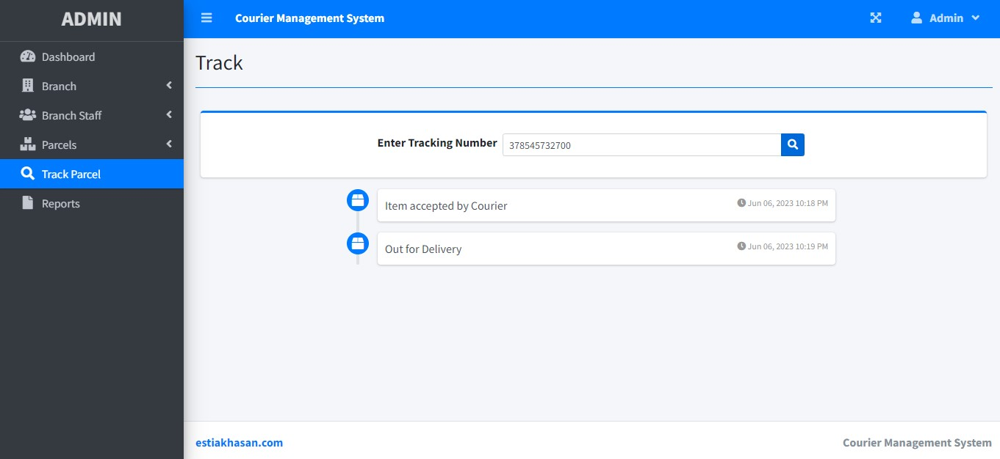 ADMIN
Dashboard
Branch
Branch Staff
Parcels
Track Parcel
Reports
Courier Management System
Admin
Track
Enter Tracking Number 378545732700
Item accepted by Courier Jun 06, 2023 10:18 PM
Out for Delivery Jun 06, 2023 10:19 PM
estiakhasan.com
Courier Management System